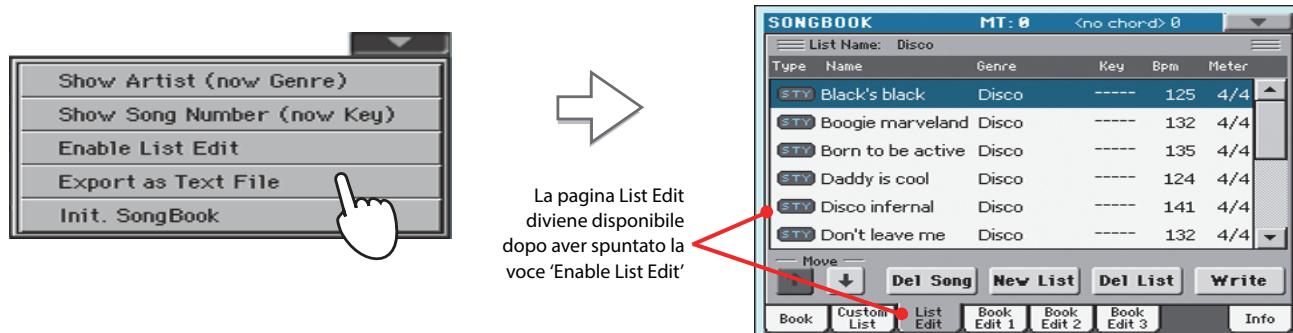 Show Artist (now Genre)
Show Song Number (now Key)
Enable List Edit
Export as Text File
Init. SongBook
La pagina List Edit
diviene disponibile
dopo aver spuntato la
voce ‘Enable List Edit’
SONGBOOK MT: 0 <no chord> 0
List Name: Disco
Type Name Genre Key Bpm Meter
STY Black's black Disco ----- 125 4/4
STY Boogie marveland Disco ----- 132 4/4
STY Born to be active Disco ----- 135 4/4
STY Daddy is cool Disco ----- 124 4/4
STY Disco infernal Disco ----- 141 4/4
STY Don't leave me Disco ----- 132 4/4
Move
Del Song New List Del List Write
Book Custom List List Edit Book Edit 1 Book Edit 2 Book Edit 3 Info